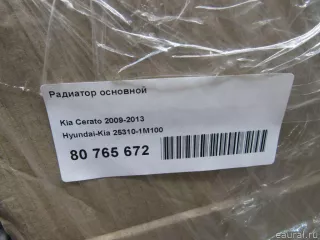 Радиатор основной
Kia Cerato 2009-2013
Hyundai-Kia 25310-1M100
80 765 672
eaural.ru